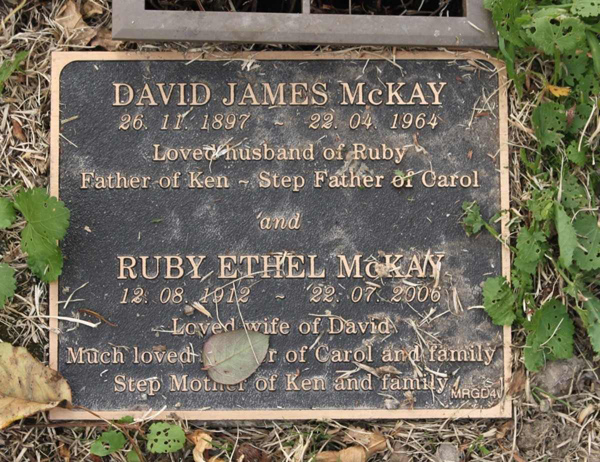 DAVID JAMES McKAY
26. 11. 1897 ~ 22. 04. 1964
Loved husband of Ruby
Father of Ken ~ Step Father of Carol
and
RUBY ETHEL McKAY
12. 08. 1912 ~ 22. 07. 2006
Loved wife of David
Much loved of Carol and family
Step Mother of Ken and family